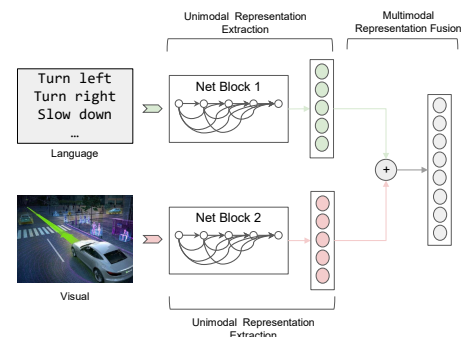 Unimodal Representation
Extraction
Multimodal
Representation Fusion
Turn left
Turn right
Slow down
…
Language
Net Block 1
+
Net Block 2
Visual
Unimodal Representation
Extraction